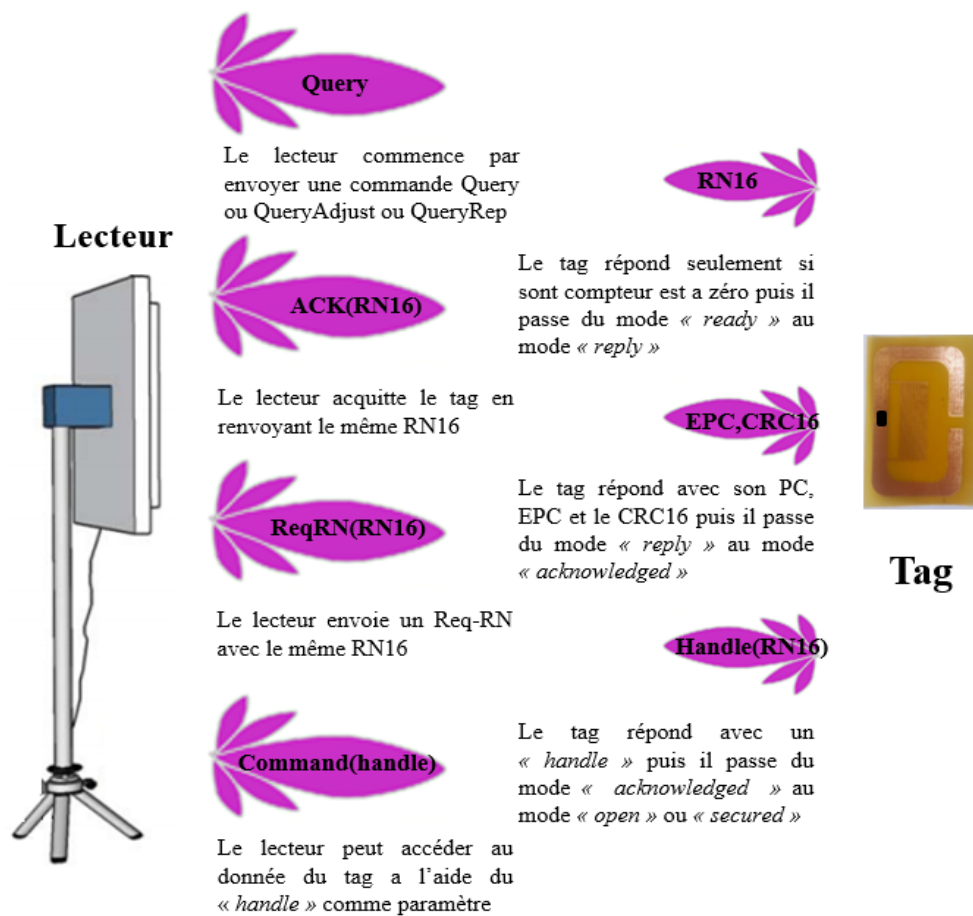 Query
Le lecteur commence par
envoyer une commande Query
ou QueryAdjust ou QueryRep
RN16
Lecteur
Le tag répond seulement si
sont compteur est a zéro puis il
passe du mode « ready » au
mode « reply »
ACK(RN16)
Le lecteur acquitte le tag en
renvoyant le même RN16
EPC,CRC16
Le tag répond avec son PC,
EPC et le CRC16 puis il passe
du mode « reply » au mode
« acknowledged »
Tag
ReqRN(RN16)
Le lecteur envoie un Req-RN
avec le même RN16
Handle(RN16)
Le tag répond avec un
« handle » puis il passe du
mode « acknowledged » au
mode « open » ou « secured »
Command(handle)
Le lecteur peut accéder au
donnée du tag a l’aide du
« handle » comme paramètre